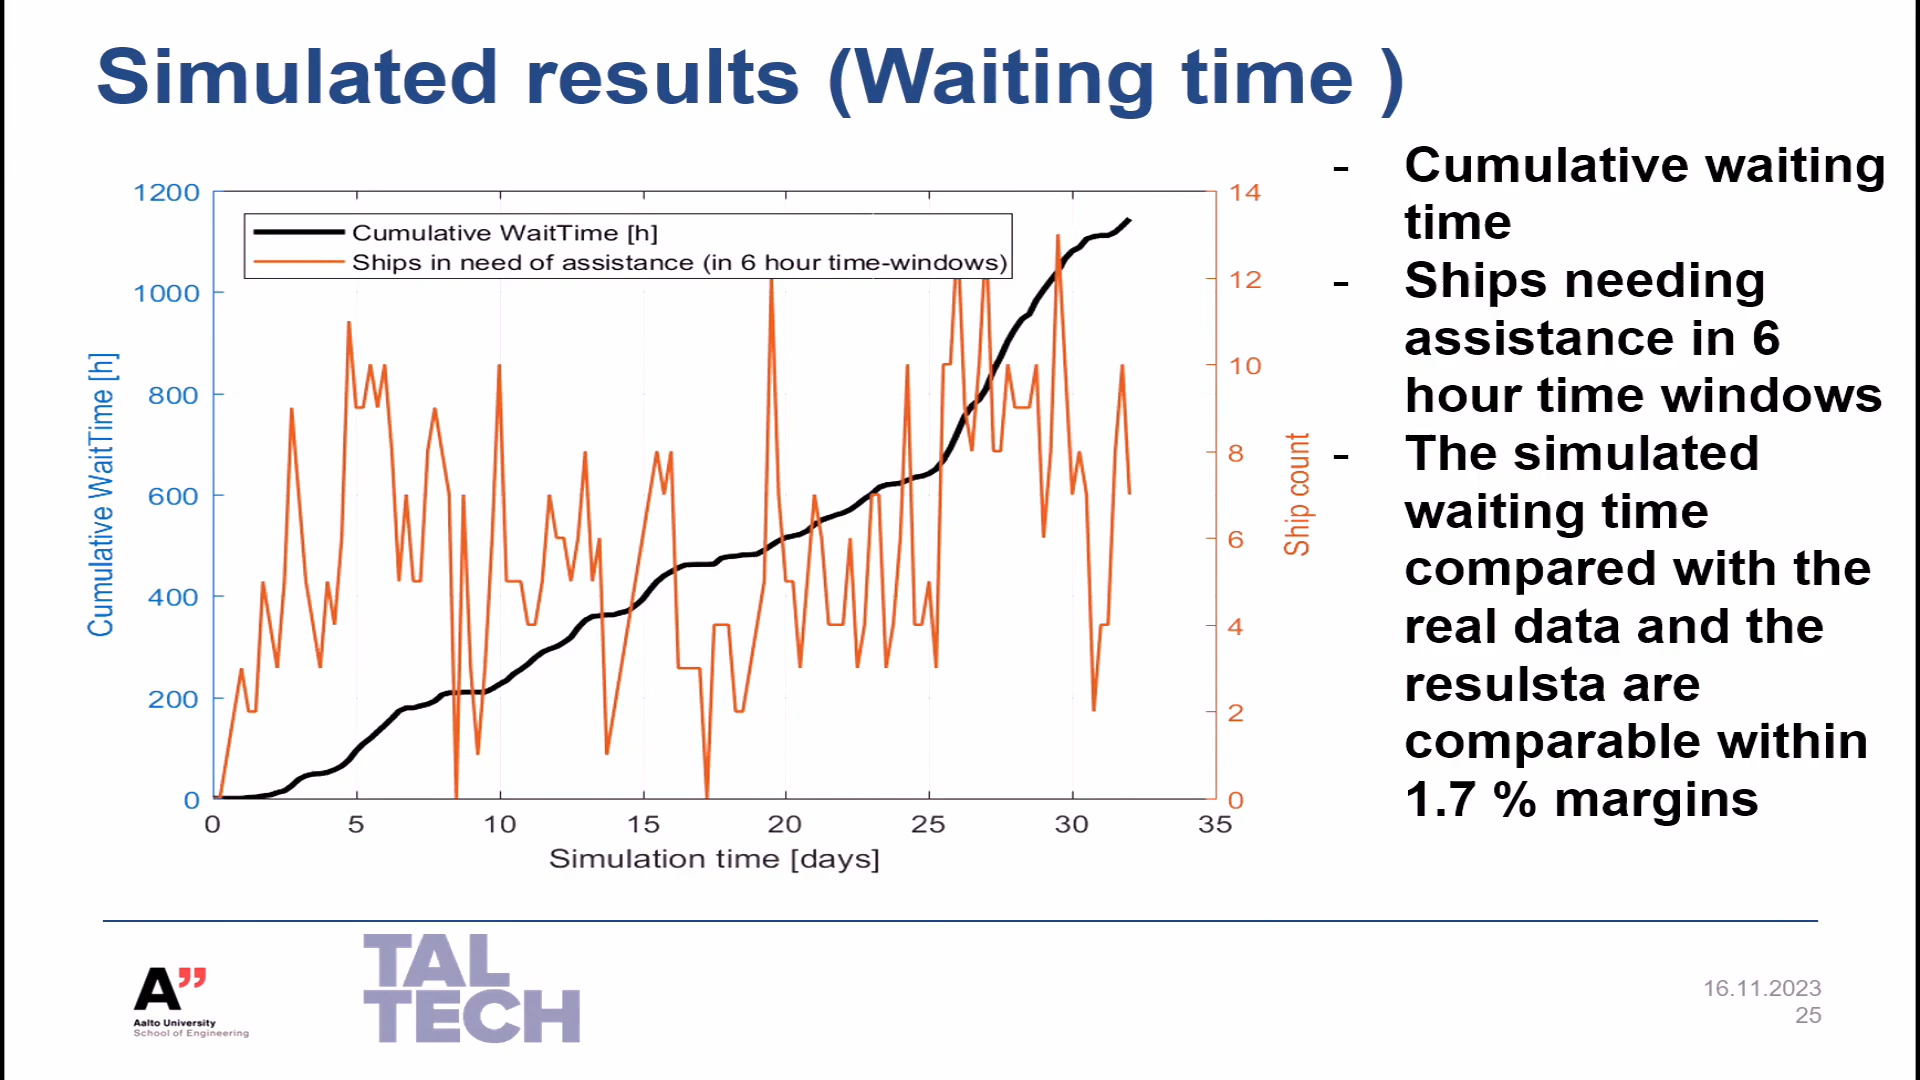 Simulated results (Waiting time )
1200
1000
800
600
400
200
0
Cumulative WaitTime [h]
Cumulative WaitTime [h]
Ships in need of assistance (in 6 hour time-windows)
14
12
10
8
6
4
2
0
Ship count
0 5 10 15 20 25 30 35
Simulation time [days]
- Cumulative waiting
time
- Ships needing
assistance in 6
hour time windows
- The simulated
waiting time
compared with the
real data and the
resulsta are
comparable within
1.7 % margins
A”
Aalto University
School of Engineering
TAL
TECH
16.11.2023
25